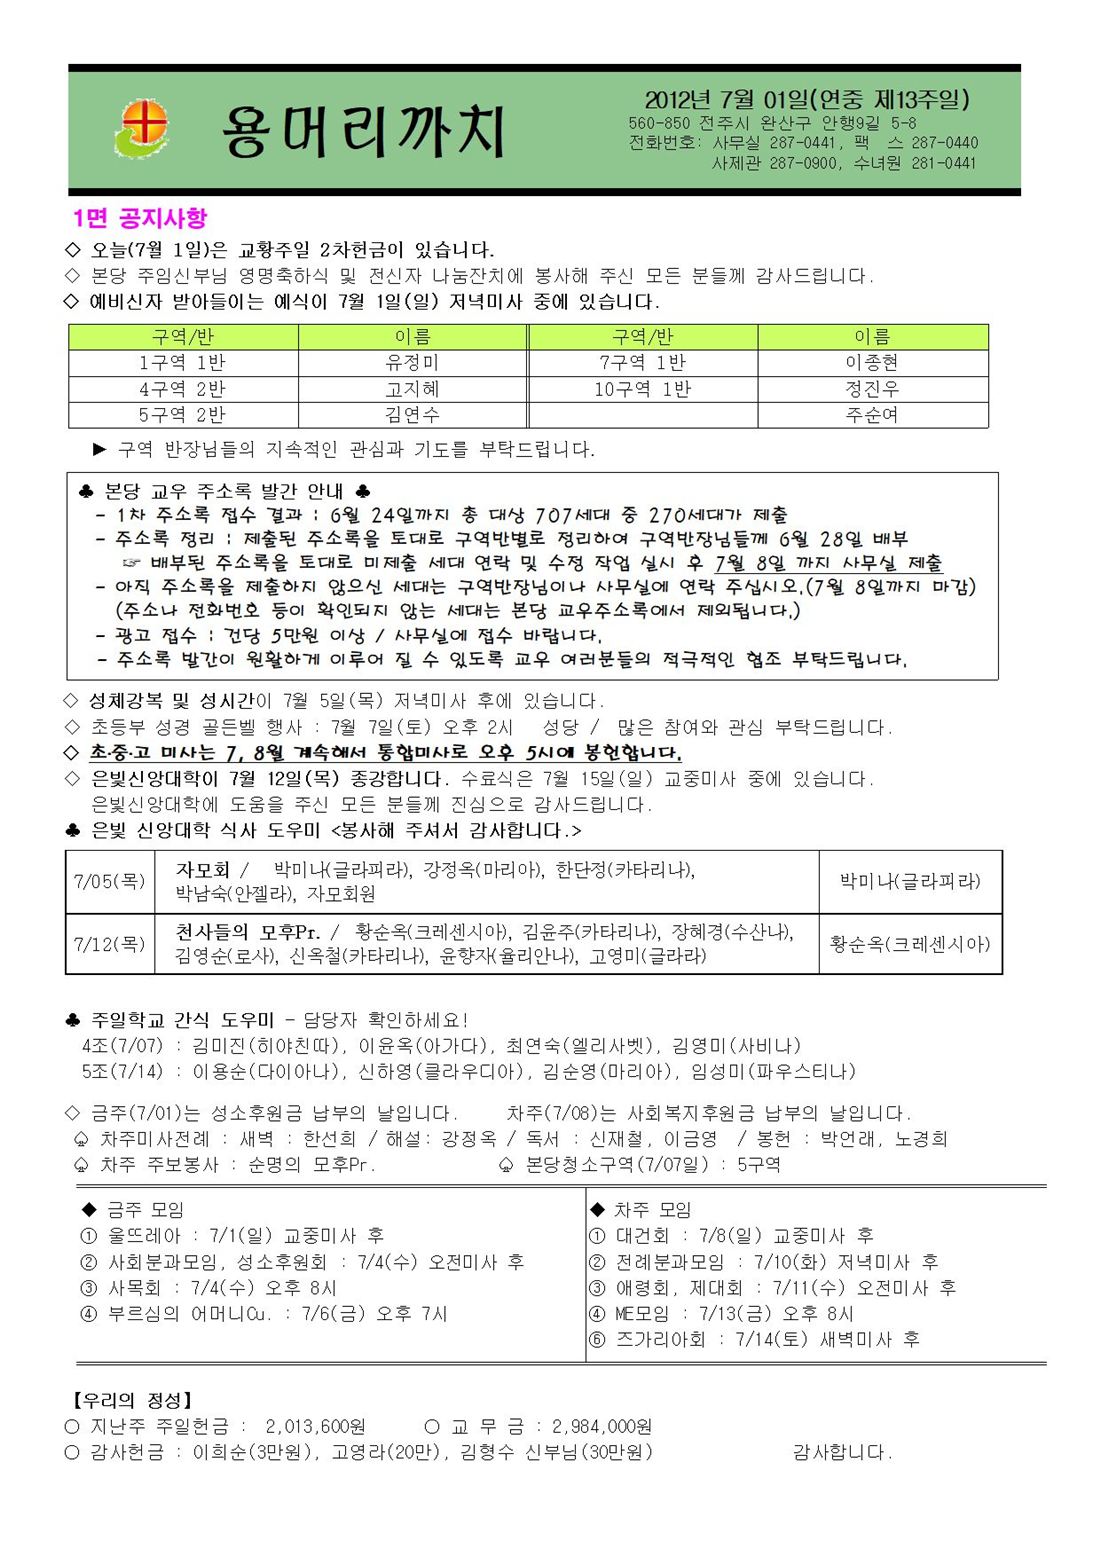 용머리까치
2012년 7월 01일(연중 제13주일)
560-850 전주시 완산구 안행9길 5-8
전화번호: 사무실 287-0441, 팩 스 287-0440
사제관 287-0900, 수녀원 281-0441
1면 공지사항
◇ 오늘(7월 1일)은 교황주일 2차헌금이 있습니다.
◇ 본당 주임신부님 영명축하식 및 전신자 나눔잔치에 봉사해 주신 모든 분들께 감사드립니다.
◇ 예비신자 받아들이는 예식이 7월 1일(일) 저녁미사 중에 있습니다.
구역/반 이름 구역/반 이름
1구역 1반 유정미 7구역 1반 이종현
4구역 2반 고지혜 10구역 1반 정진우
5구역 2반 김연수 주순여
▶ 구역 반장님들의 지속적인 관심과 기도를 부탁드립니다.
♣ 본당 교우 주소록 발간 안내 ♣
- 1차 주소록 접수 결과 : 6월 24일까지 총 대상 707세대 중 270세대가 제출
- 주소록 정리 : 제출된 주소록을 토대로 구역반별로 정리하여 구역반장님들께 6월 28일 배부
☞ 배부된 주소록을 토대로 미제출 세대 연락 및 수정 작업 실시 후 7월 8일 까지 사무실 제출
- 아직 주소록을 제출하지 않으신 세대는 구역반장님이나 사무실에 연락 주십시오.(7월 8일까지 마감)
(주소나 전화번호 등이 확인되지 않는 세대는 본당 교우주소록에서 제외됩니다.)
- 광고 접수 : 건당 5만원 이상 / 사무실에 접수 바랍니다.
- 주소록 발간이 원활하게 이루어 질 수 있도록 교우 여러분들의 적극적인 협조 부탁드립니다.
◇ 성체강복 및 성시간이 7월 5일(목) 저녁미사 후에 있습니다.
◇ 초등부 성경 골든벨 행사 : 7월 7일(토) 오후 2시 성당 / 많은 참여와 관심 부탁드립니다.
◇ 초·중·고 미사는 7, 8월 계속해서 통합미사로 오후 5시에 봉헌합니다.
◇ 은빛신앙대학이 7월 12일(목) 종강합니다. 수료식은 7월 15일(일) 교중미사 중에 있습니다.
은빛신앙대학에 도움을 주신 모든 분들께 진심으로 감사드립니다.
♣ 은빛 신앙대학 식사 도우미 <봉사해 주셔서 감사합니다.>
7/05(목) 자모회 / 박미나(글라피라), 강정옥(마리아), 한단정(카타리나), 박미나(글라피라)
박남숙(안젤라), 자모회원
7/12(목) 천사들의 모후Pr. / 황순옥(크레센시아), 김윤주(카타리나), 장혜경(수산나), 황순옥(크레센시아)
김영순(로사), 신옥철(카타리나), 윤향자(율리안나), 고영미(글라라)
♣ 주일학교 간식 도우미 - 담당자 확인하세요!
4조(7/07) : 김미진(히야친따), 이윤옥(아가다), 최연숙(엘리사벳), 김영미(사비나)
5조(7/14) : 이용순(다이아나), 신하영(클라우디아), 김순영(마리아), 임성미(파우스티나)
◇ 금주(7/01)는 성소후원금 납부의 날입니다. 차주(7/08)는 사회복지후원금 납부의 날입니다.
♤ 차주미사전례 : 새벽 : 한선희 / 해설: 강정옥 / 독서 : 신재철, 이금영 / 봉헌 : 박언래, 노경희
♤ 차주 주보봉사 : 순명의 모후Pr. ♤ 본당청소구역(7/07일) : 5구역
◆ 금주 모임 ◆ 차주 모임
① 울뜨레아 : 7/1(일) 교중미사 후 ① 대건회 : 7/8(일) 교중미사 후
② 사회분과모임, 성소후원회 : 7/4(수) 오전미사 후 ② 전례분과모임 : 7/10(화) 저녁미사 후
③ 사목회 : 7/4(수) 오후 8시 ③ 애령회, 제대회 : 7/11(수) 오전미사 후
④ 부르심의 어머니Cu. : 7/6(금) 오후 7시 ④ ME모임 : 7/13(금) 오후 8시
⑥ 즈가리아회 : 7/14(토) 새벽미사 후
【우리의 정성】
○ 지난주 주일헌금 : 2,013,600원 ○ 교 무 금 : 2,984,000원
○ 감사헌금 : 이희순(3만원), 고영라(20만), 김형수 신부님(30만원) 감사합니다.